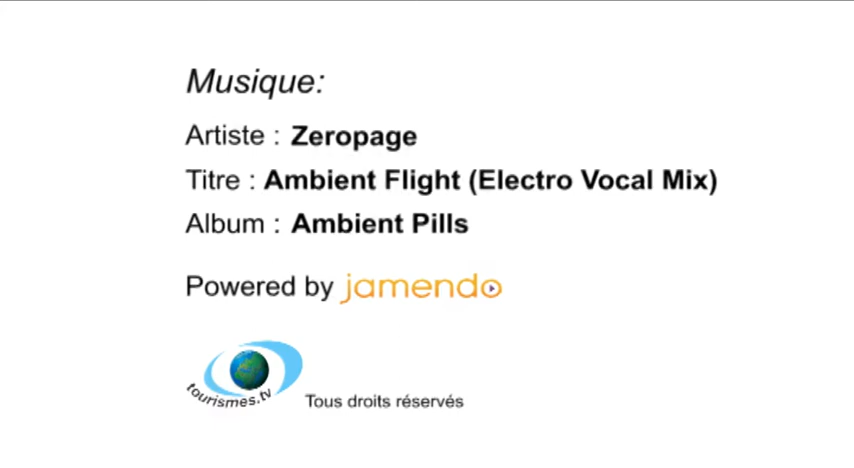 Musique:
Artiste : Zeropage
Titre : Ambient Flight (Electro Vocal Mix)
Album : Ambient Pills
Powered by jamendo
tourismes.tv
Tous droits réservés